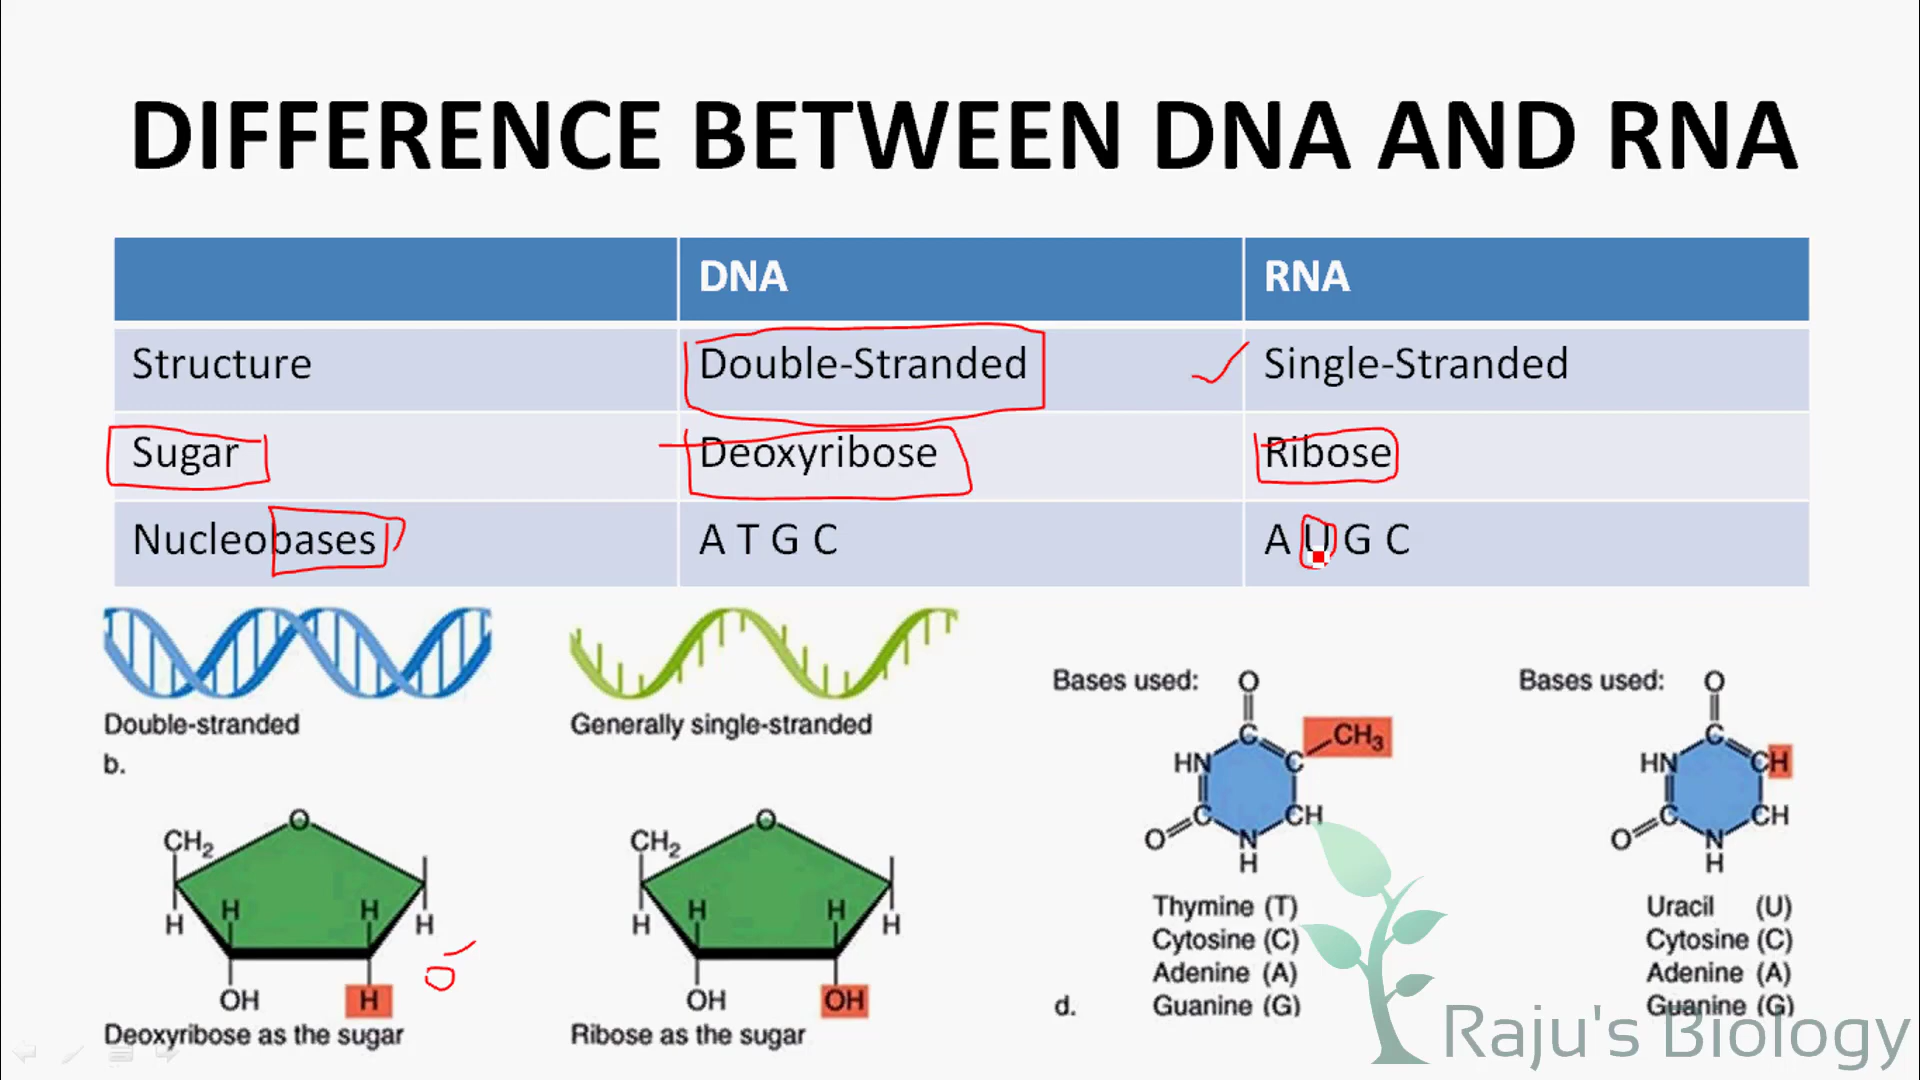 DIFFERENCE BETWEEN DNA AND RNA
DNA RNA
Structure Double-Stranded Single-Stranded
Sugar Deoxyribose Ribose
Nucleobases A T G C A U G C
Double-stranded
b.
Generally single-stranded
O
CH2
H H H H
OH H
Deoxyribose as the sugar
O
CH2
H H H H
OH OH
Ribose as the sugar
Bases used: O
C CH3
HN C
C CH
O N
H
Thymine (T)
Cytosine (C)
Adenine (A)
d. Guanine (G)
Bases used: O
C
HN CH
C CH
O N
H
Uracil (U)
Cytosine (C)
Adenine (A)
Guanine (G)
Raju's Biology